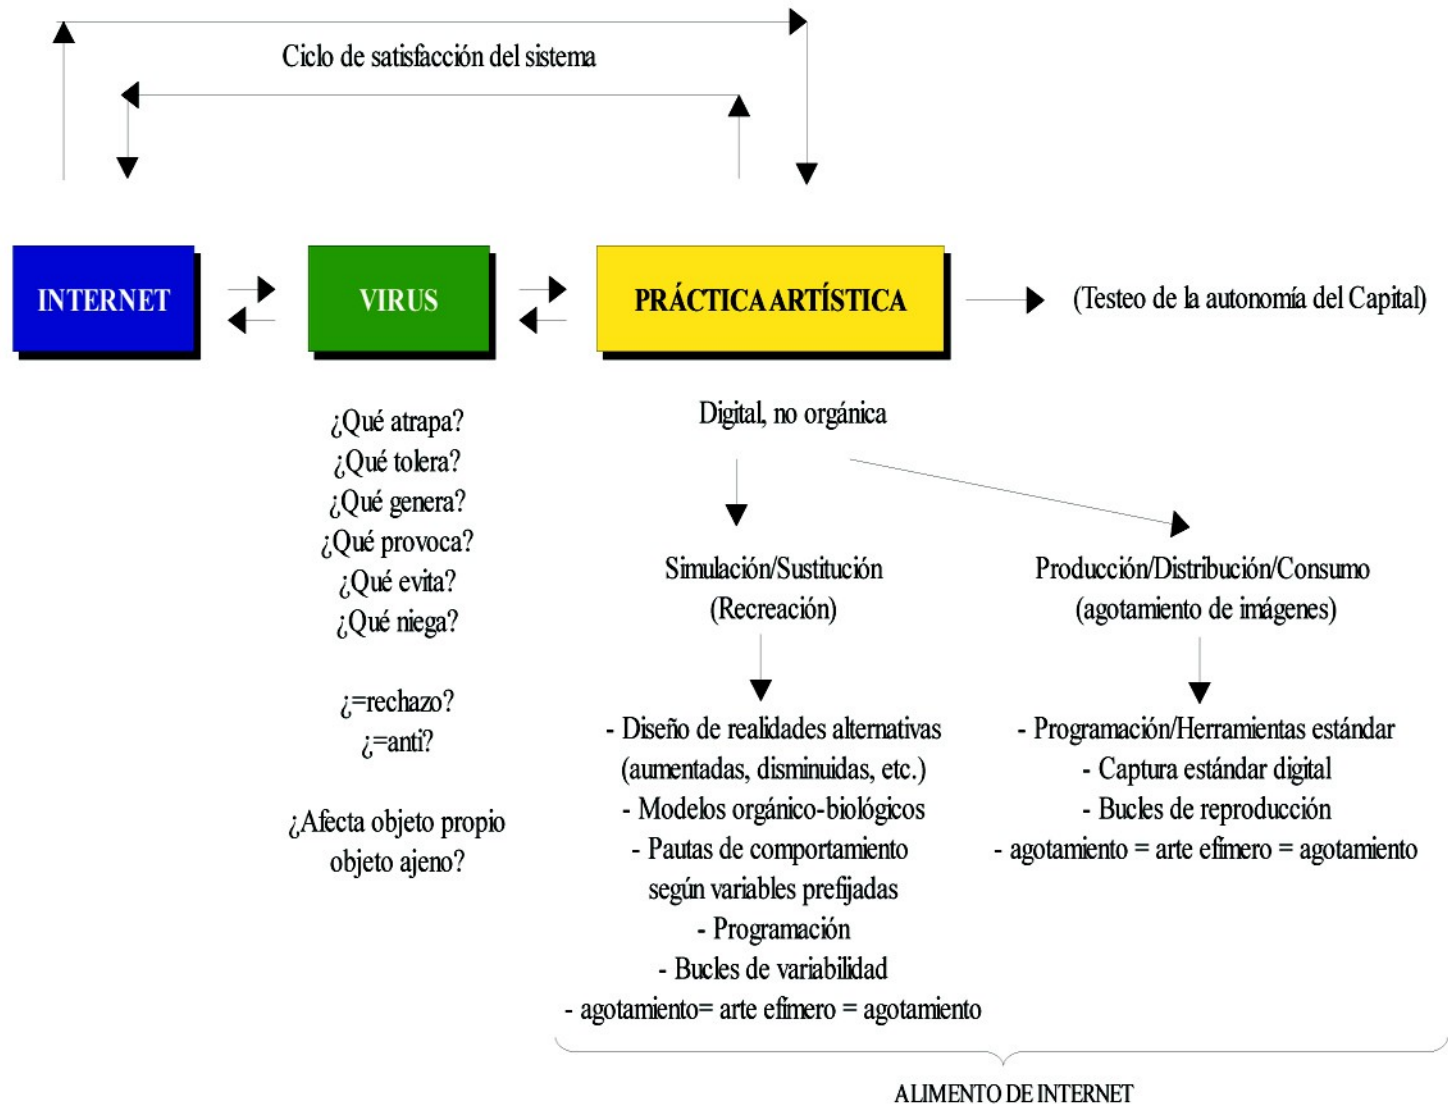 Ciclo de satisfacción del sistema
INTERNET
VIRUS
PRÁCTICA ARTÍSTICA
(Testeo de la autonomía del Capital)
¿Qué atrapa?
¿Qué tolera?
¿Qué genera?
¿Qué provoca?
¿Qué evita?
¿Qué niega?
¿=rechazo?
¿=anti?
¿Afecta objeto propio
objeto ajeno?
Digital, no orgánica
Simulación/Sustitución
(Recreación)
- Diseño de realidades alternativas
(aumentadas, disminuidas, etc.)
- Modelos orgánico-biológicos
- Pautas de comportamiento
según variables prefijadas
- Programación
- Bucles de variabilidad
- agotamiento= arte efímero = agotamiento
Producción/Distribución/Consumo
(agotamiento de imágenes)
- Programación/Herramientas estándar
- Captura estándar digital
- Bucles de reproducción
- agotamiento = arte efímero = agotamiento
ALIMENTO DE INTERNET